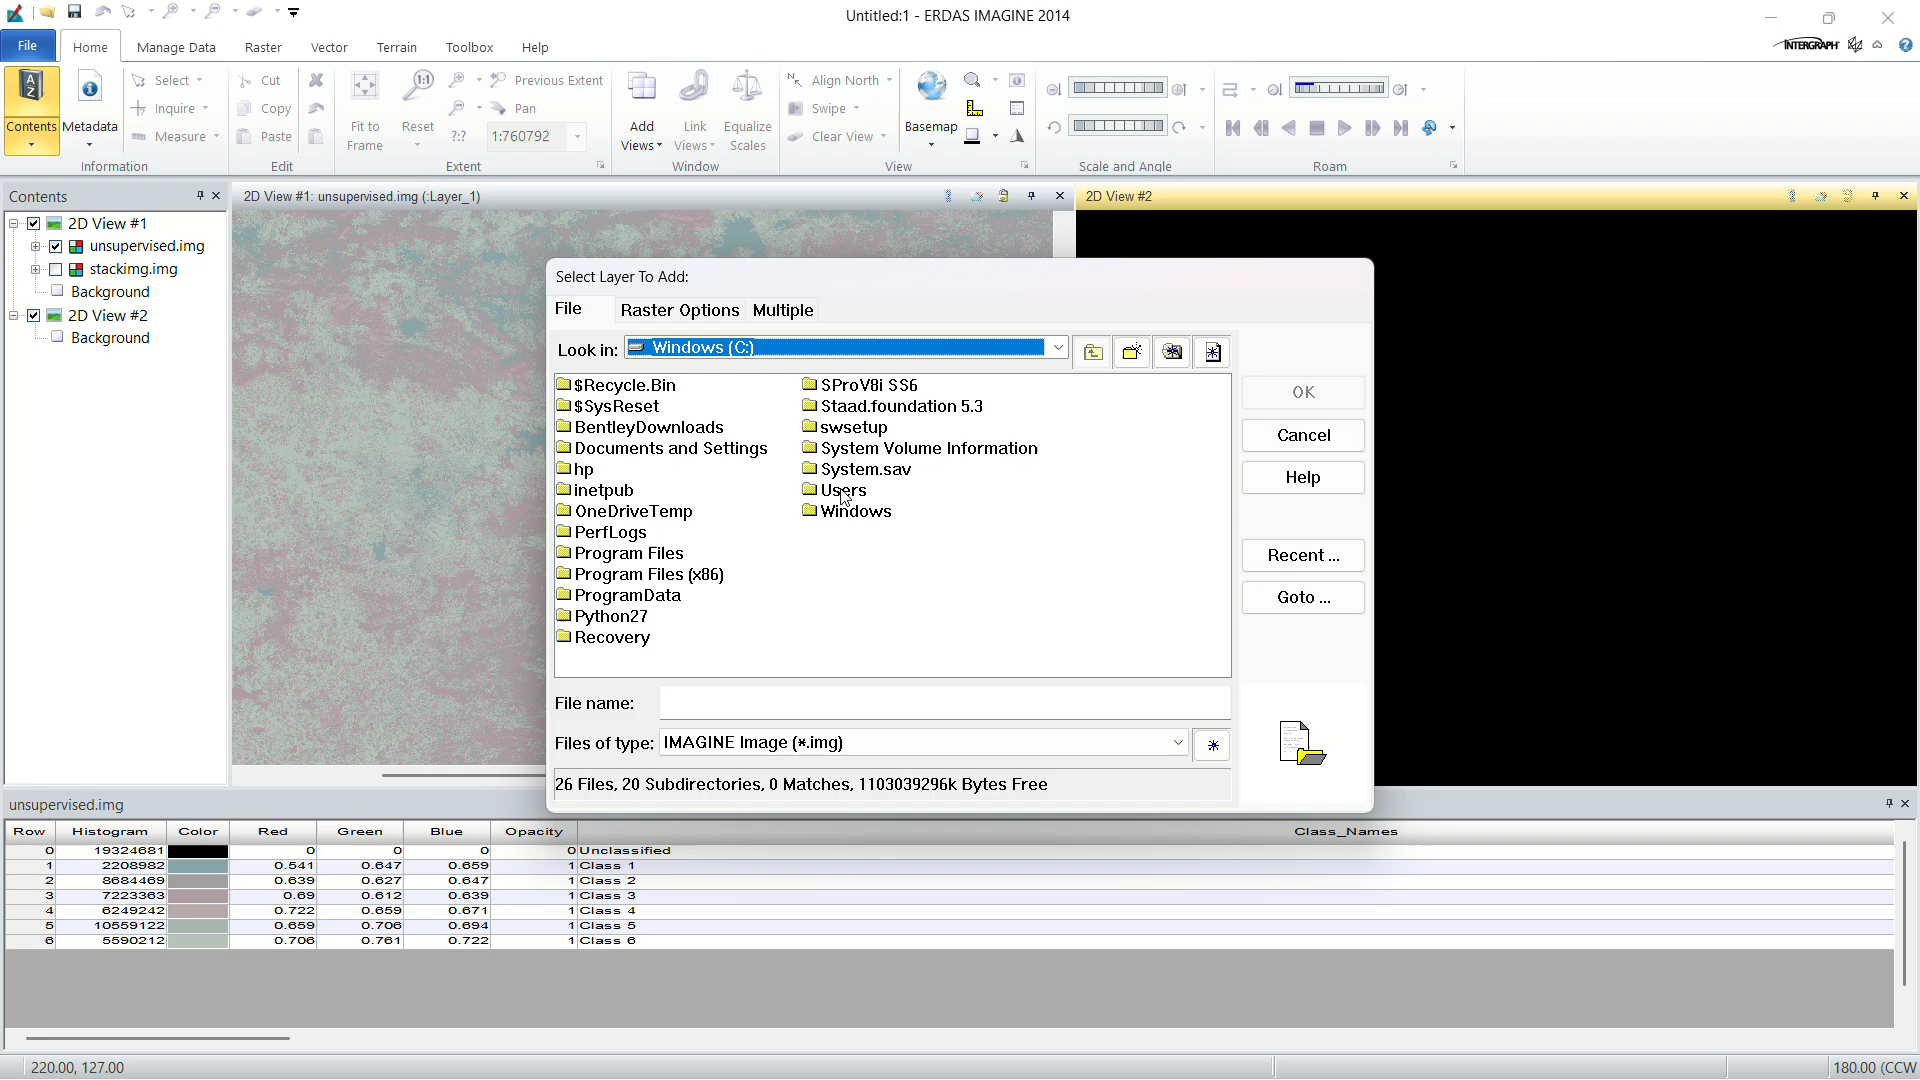 Untitled:1 - ERDAS IMAGINE 2014
File Home Manage Data Raster Vector Terrain Toolbox Help
INTERGRAPH
Contents
Metadata
Select
Inquire
Measure
Information
Cut
Copy
Paste
Edit
Fit to Frame
1:1
Reset
Previous Extent
Pan
?:?
1:760792
Extent
Add Views
Link Views
Equalize Scales
Window
Align North
Swipe
Clear View
Basemap
View
Scale and Angle
Roam
Contents
2D View #1
unsupervised.img
stackimg.img
Background
2D View #2
Background
2D View #1: unsupervised.img (:Layer_1)
2D View #2
Select Layer To Add:
File Raster Options Multiple
Look in: Windows (C:)
$Recycle.Bin
$SysReset
BentleyDownloads
Documents and Settings
hp
inetpub
OneDriveTemp
PerfLogs
Program Files
Program Files (x86)
ProgramData
Python27
Recovery
SProV8i SS6
Staad.foundation 5.3
swsetup
System Volume Information
System.sav
Users
Windows
OK
Cancel
Help
Recent ...
Goto ...
File name:
Files of type: IMAGINE Image (*.img)
26 Files, 20 Subdirectories, 0 Matches, 1103039296k Bytes Free
unsupervised.img
Row Histogram Color Red Green Blue Opacity Class_Names
0 19324681 0 0 0 0 Unclassified
1 2208982 0.541 0.647 0.659 1 Class 1
2 8684469 0.639 0.627 0.647 1 Class 2
3 7223363 0.69 0.612 0.639 1 Class 3
4 6249242 0.722 0.659 0.671 1 Class 4
5 10559122 0.659 0.706 0.694 1 Class 5
6 5590212 0.706 0.761 0.722 1 Class 6
220.00, 127.00
180.00 (CCW